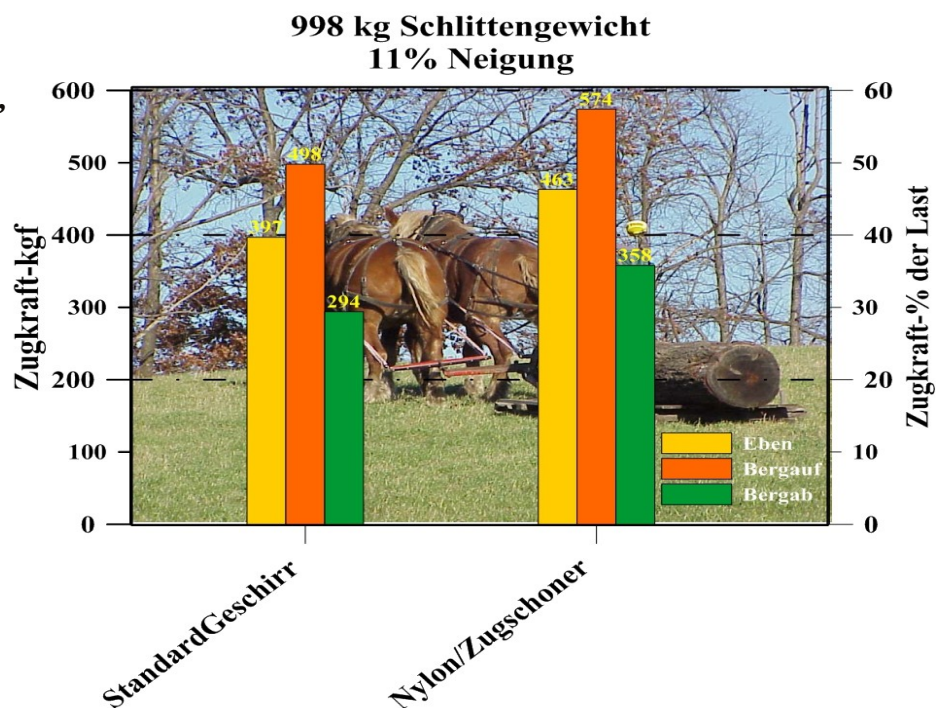 998 kg Schlittengewicht
11% Neigung
,
Zugkraft-kgf
600
500
400
300
200
100
0
397
498
294
463
574
358
60
50
40
30
20
10
0
Zugkraft-% der Last
Eben
Bergauf
Bergab
StandardGeschirr
Nylon/Zugschoner